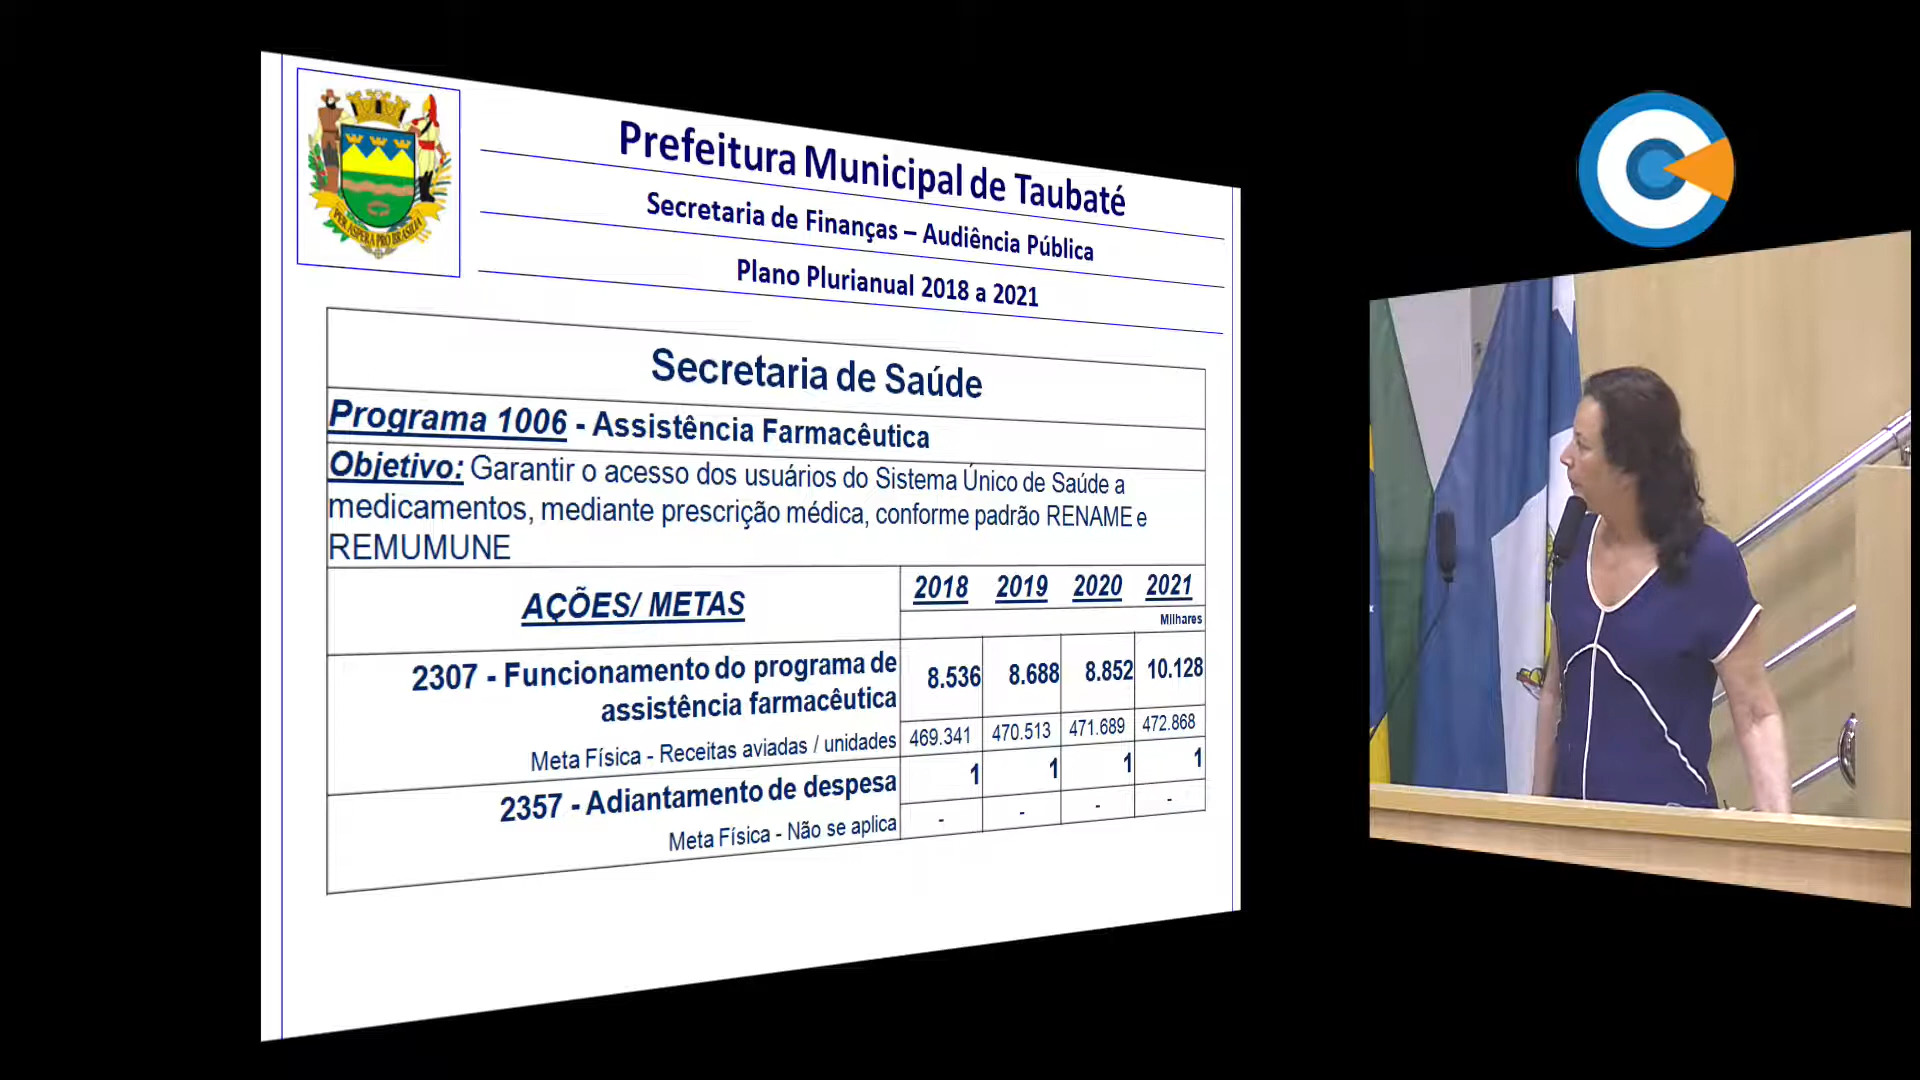 Prefeitura Municipal de Taubaté
Secretaria de Finanças – Audiência Pública
Plano Plurianual 2018 a 2021
PER ASPERA PRO BRASILIA
Secretaria de Saúde
Programa 1006 - Assistência Farmacêutica
Objetivo: Garantir o acesso dos usuários do Sistema Único de Saúde a
medicamentos, mediante prescrição médica, conforme padrão RENAME e
REMUMUNE
AÇÕES/ METAS 2018 2019 2020 2021
Milhares
2307 - Funcionamento do programa de
assistência farmacêutica 8.536 8.688 8.852 10.128
Meta Física - Receitas aviadas / unidades 469.341 470.513 471.689 472.868
2357 - Adiantamento de despesa 1 1 1 1
Meta Física - Não se aplica - - - -